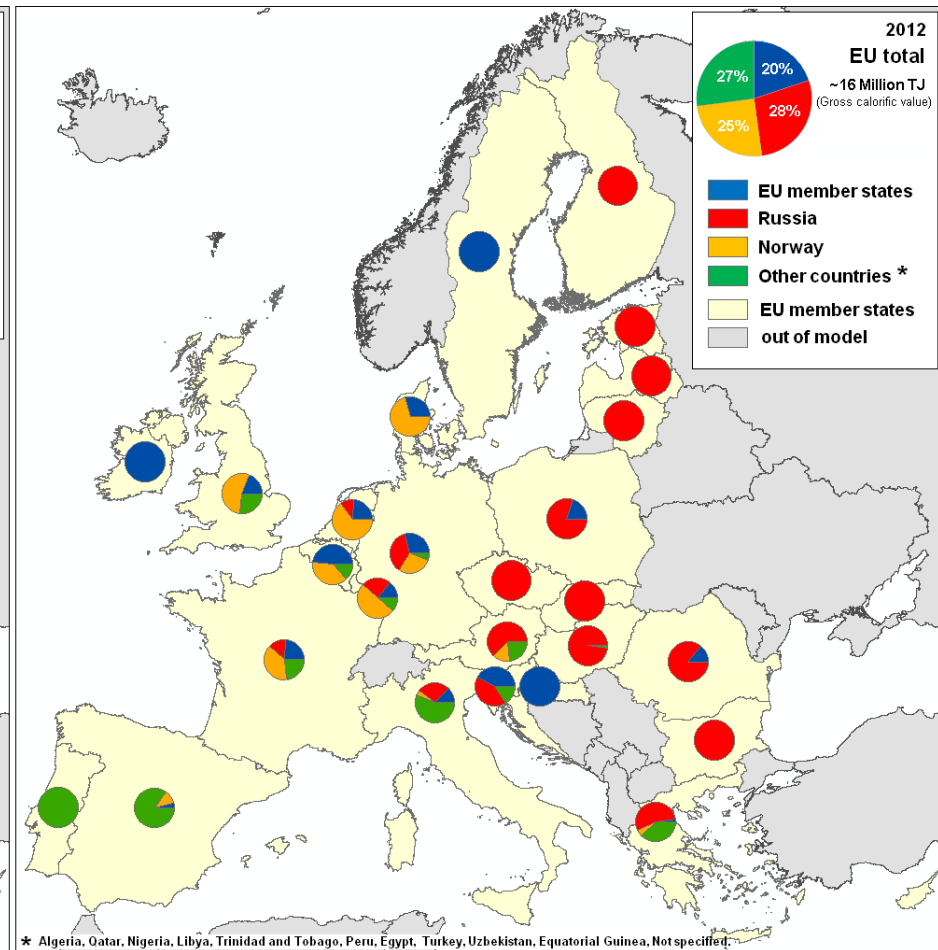 2012
EU total
~16 Million TJ
(Gross calorific value)
27%
20%
25%
28%
EU member states
Russia
Norway
Other countries *
EU member states
out of model
* Algeria, Qatar, Nigeria, Libya, Trinidad and Tobago, Peru, Egypt, Turkey, Uzbekistan, Equatorial Guinea, Not specified.